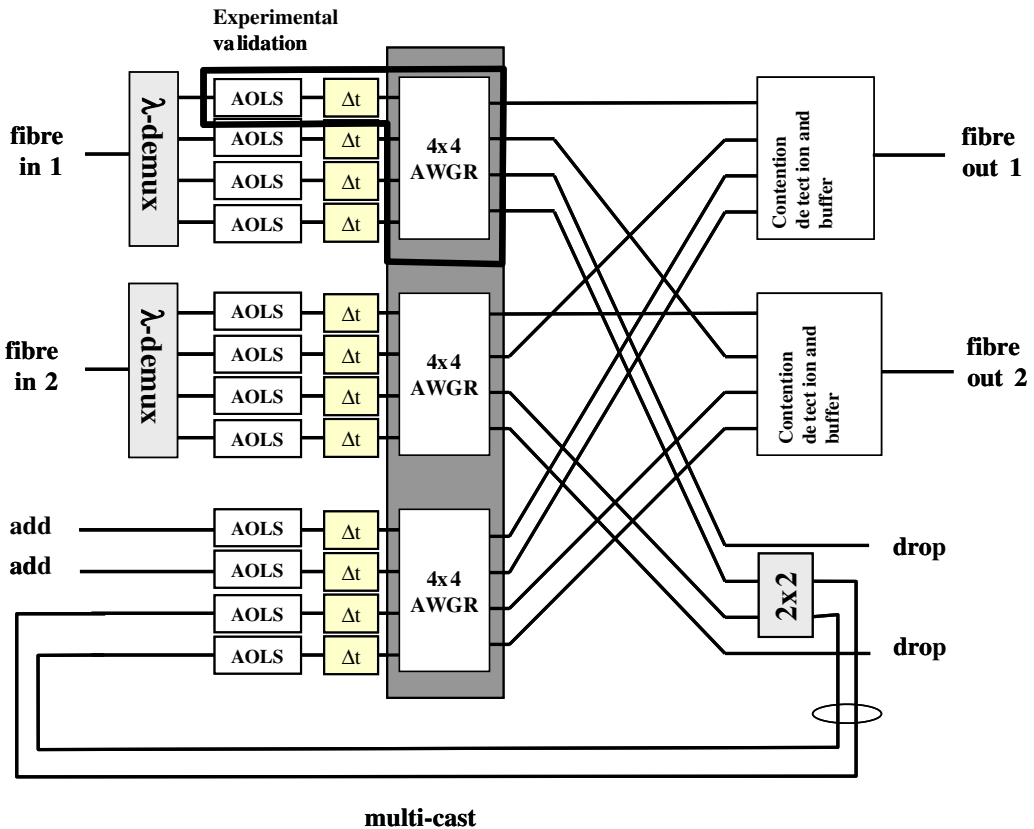 Experimental
validation
λ-demux
fibre
in 1
AOLS Δt
AOLS Δt
AOLS Δt
AOLS Δt
4x4
AWGR
Contention
detection and
buffer
fibre
out 1
λ-demux
fibre
in 2
AOLS Δt
AOLS Δt
AOLS Δt
AOLS Δt
4x4
AWGR
Contention
detection and
buffer
fibre
out 2
add
add
AOLS Δt
AOLS Δt
AOLS Δt
AOLS Δt
4x4
AWGR
drop
2x2
drop
multi-cast